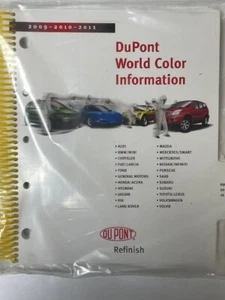 2009-2010-2011
DuPont
World Color
Information
• AUDI
• BMW/MINI
• CHRYSLER
• FIAT/LANCIA
• FORD
• GENERAL MOTORS
• HONDA/ACURA
• HYUNDAI
• JAGUAR
• KIA
• LAND ROVER
• MAZDA
• MERCEDES/SMART
• MITSUBISHI
• NISSAN/INFINITI
• PORSCHE
• SAAB
• SUBARU
• SUZUKI
• TOYOTA/LEXUS
• VOLKSWAGEN
• VOLVO
DU PONT
Refinish